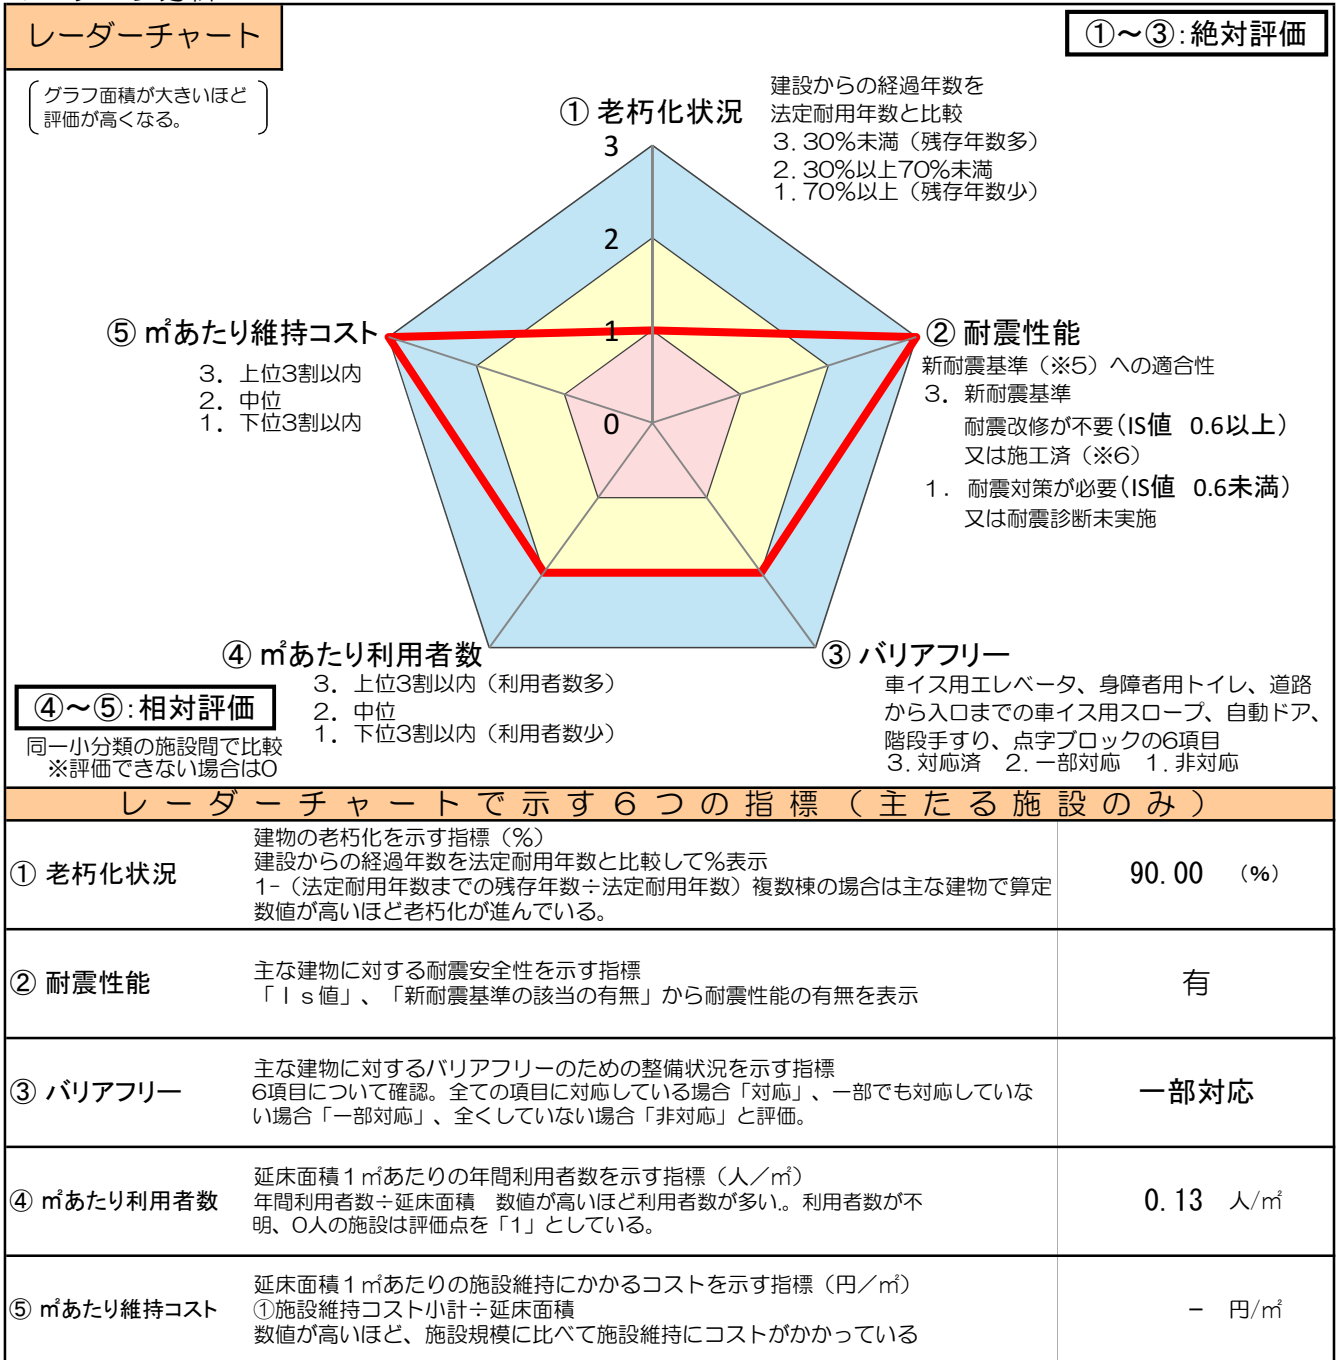 レーダーチャート
①～③:絶対評価
グラフ面積が大きいほど
評価が高くなる。
① 老朽化状況
建設からの経過年数を
法定耐用年数と比較
3. 30%未満（残存年数多）
2. 30%以上70%未満
1. 70%以上（残存年数少）
3
2
1
0
② 耐震性能
新耐震基準（※5）への適合性
3. 新耐震基準
耐震改修が不要(IS値 0.6以上)
又は施工済（※6）
1. 耐震対策が必要(IS値 0.6未満)
又は耐震診断未実施
⑤ ㎡あたり維持コスト
3. 上位3割以内
2. 中位
1. 下位3割以内
③ バリアフリー
車イス用エレベータ、身障者用トイレ、道路
から入口までの車イス用スロープ、自動ドア、
階段手すり、点字ブロックの6項目
3. 対応済 2. 一部対応 1. 非対応
④ ㎡あたり利用者数
3. 上位3割以内（利用者数多）
2. 中位
1. 下位3割以内（利用者数少）
④～⑤:相対評価
同一小分類の施設間で比較
※評価できない場合は0
レーダーチャートで示す６つの指標（主たる施設のみ）
① 老朽化状況
建物の老朽化を示す指標（%）
建設からの経過年数を法定耐用年数と比較して%表示
1-（法定耐用年数までの残存年数÷法定耐用年数）複数棟の場合は主な建物で算定
数値が高いほど老朽化が進んでいる。
90.00 （%）
② 耐震性能
主な建物に対する耐震安全性を示す指標
「Ｉｓ値」、「新耐震基準の該当の有無」から耐震性能の有無を表示
有
③ バリアフリー
主な建物に対するバリアフリーのための整備状況を示す指標
6項目について確認。全ての項目に対応している場合「対応」、一部でも対応していな
い場合「一部対応」、全くしていない場合「非対応」と評価。
一部対応
④ ㎡あたり利用者数
延床面積１㎡あたりの年間利用者数を示す指標（人／㎡）
年間利用者数÷延床面積 数値が高いほど利用者数が多い。利用者数が不
明、0人の施設は評価点を「1」としている。
0.13 人/㎡
⑤ ㎡あたり維持コスト
延床面積１㎡あたりの施設維持にかかるコストを示す指標（円／㎡）
①施設維持コスト小計÷延床面積
数値が高いほど、施設規模に比べて施設維持にコストがかかっている
- 円/㎡